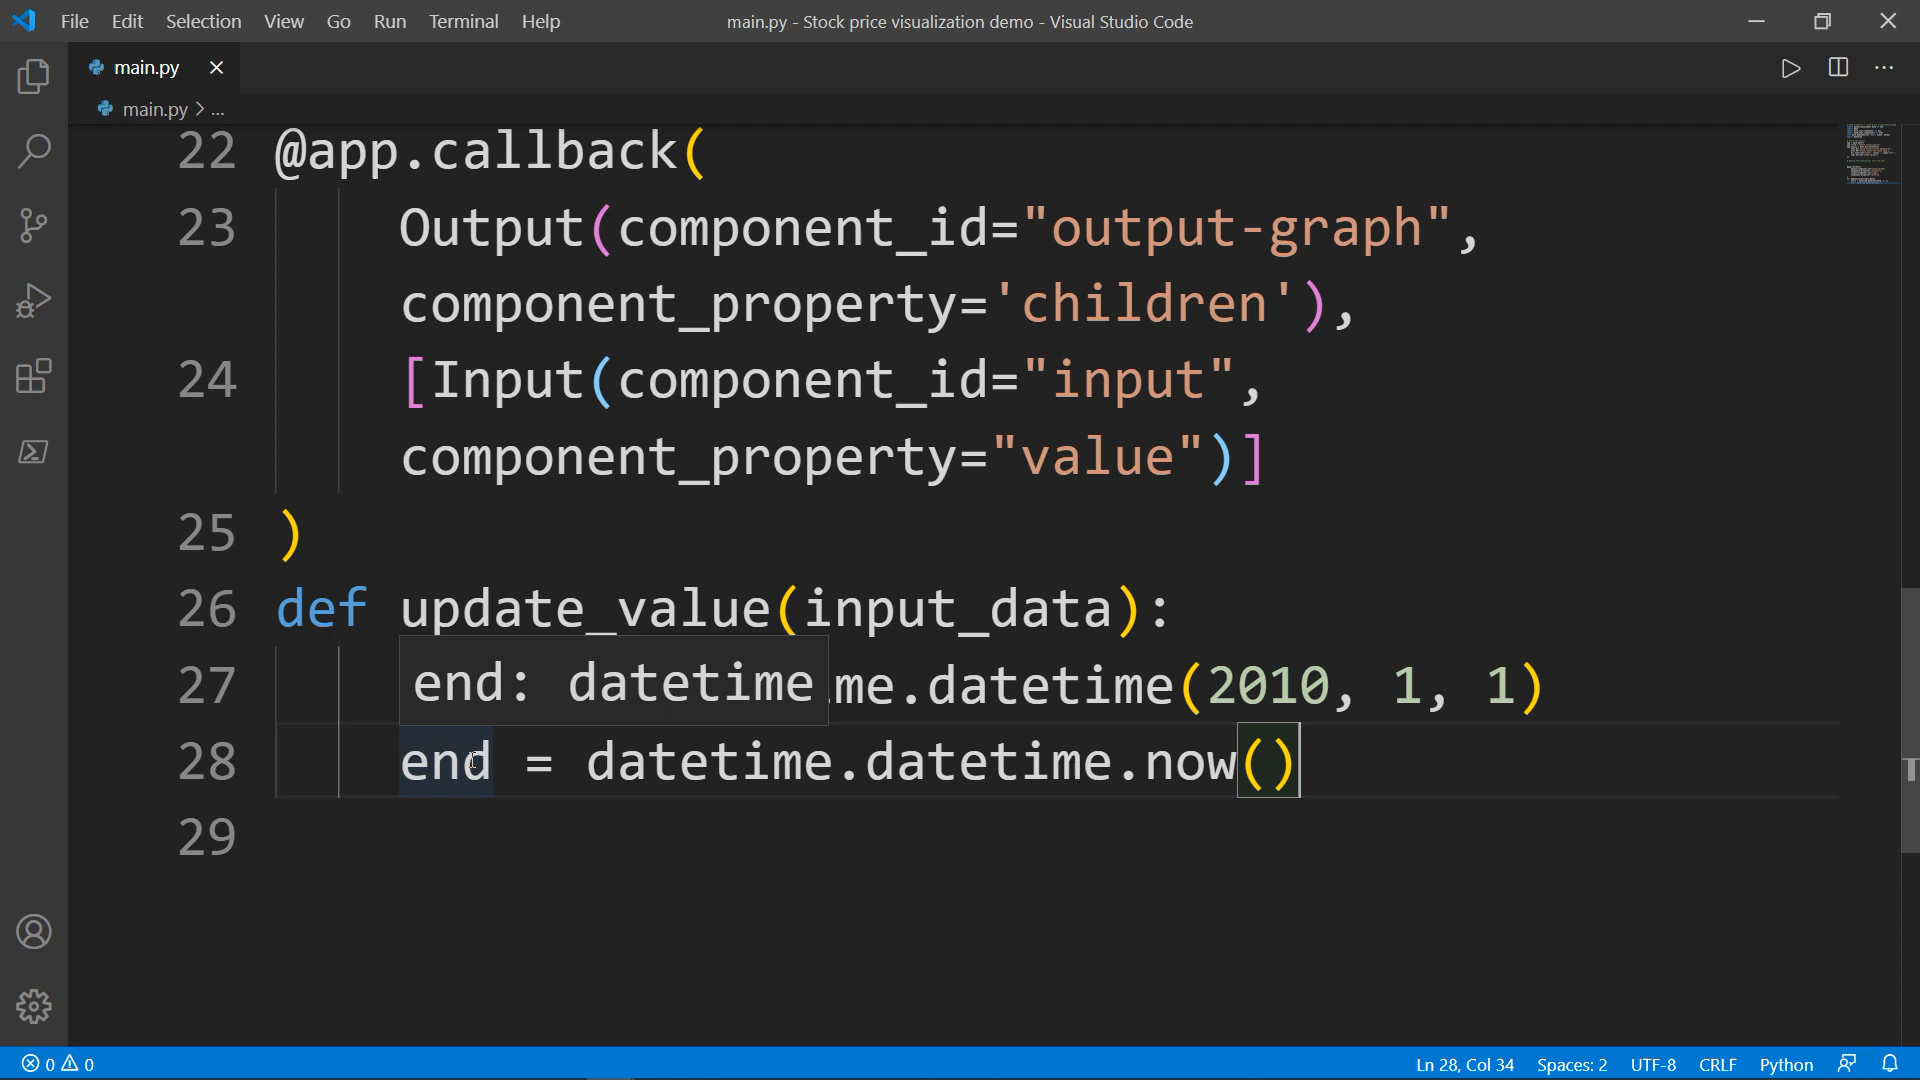 File Edit Selection View Go Run Terminal Help main.py - Stock price visualization demo - Visual Studio Code
main.py
main.py > ...
22 @app.callback(
23 Output(component_id="output-graph",
component_property='children'),
24 [Input(component_id="input",
component_property="value")]
25 )
26 def update_value(input_data):
27 end: datetime me.datetime(2010, 1, 1)
28 end = datetime.datetime.now()
29
0 0 Ln 28, Col 34 Spaces: 2 UTF-8 CRLF Python